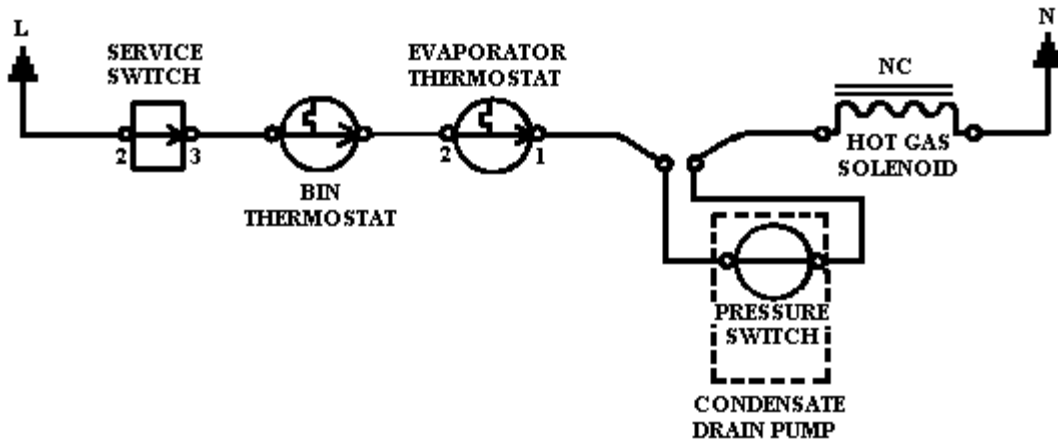 L
N
SERVICE
SWITCH
EVAPORATOR
THERMOSTAT
NC
2
3
2
1
HOT GAS
SOLENOID
BIN
THERMOSTAT
PRESSURE
SWITCH
CONDENSATE
DRAIN PUMP